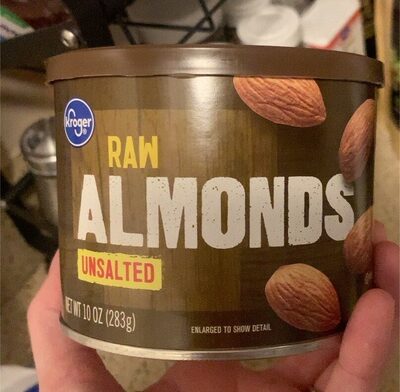 Kroger®
RAW
ALMONDS
UNSALTED
NET WT 10 OZ (283g)
ENLARGED TO SHOW DETAIL